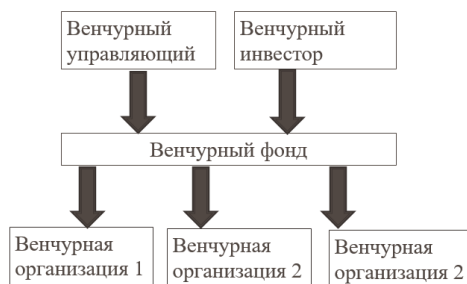 Венчурный
управляющий
Венчурный
инвестор
Венчурный фонд
Венчурная
организация 1
Венчурная
организация 2
Венчурная
организация 2